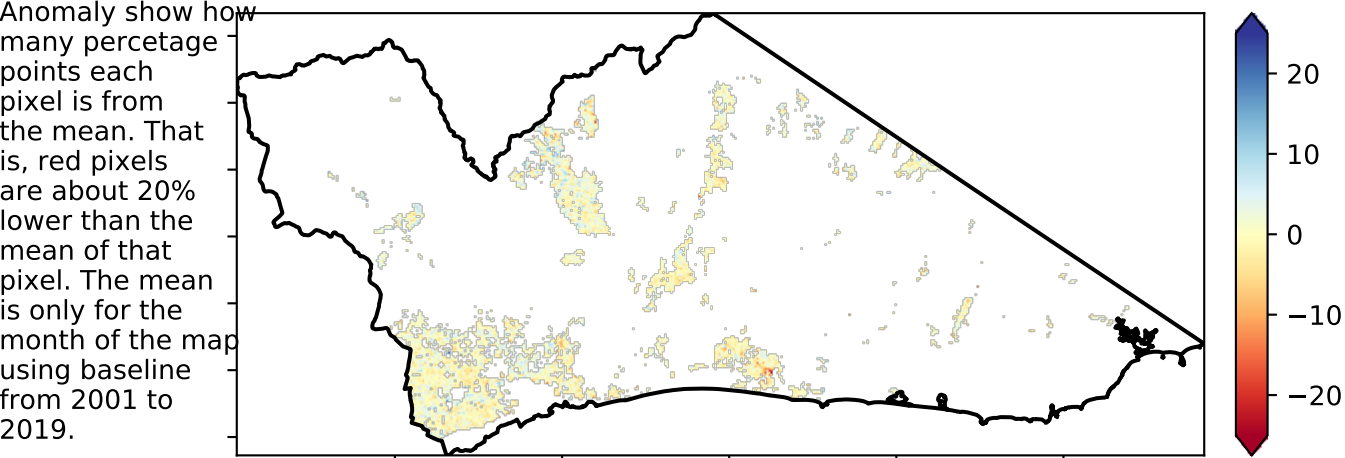 Anomaly show how
many percetage
points each
pixel is from
the mean. That
is, red pixels
are about 20%
lower than the
mean of that
pixel. The mean
is only for the
month of the map
using baseline
from 2001 to
2019.
20
10
0
−10
−20